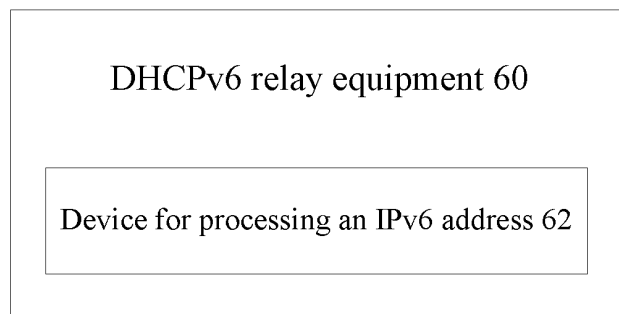 DHCPv6 relay equipment 60
Device for processing an IPv6 address 62